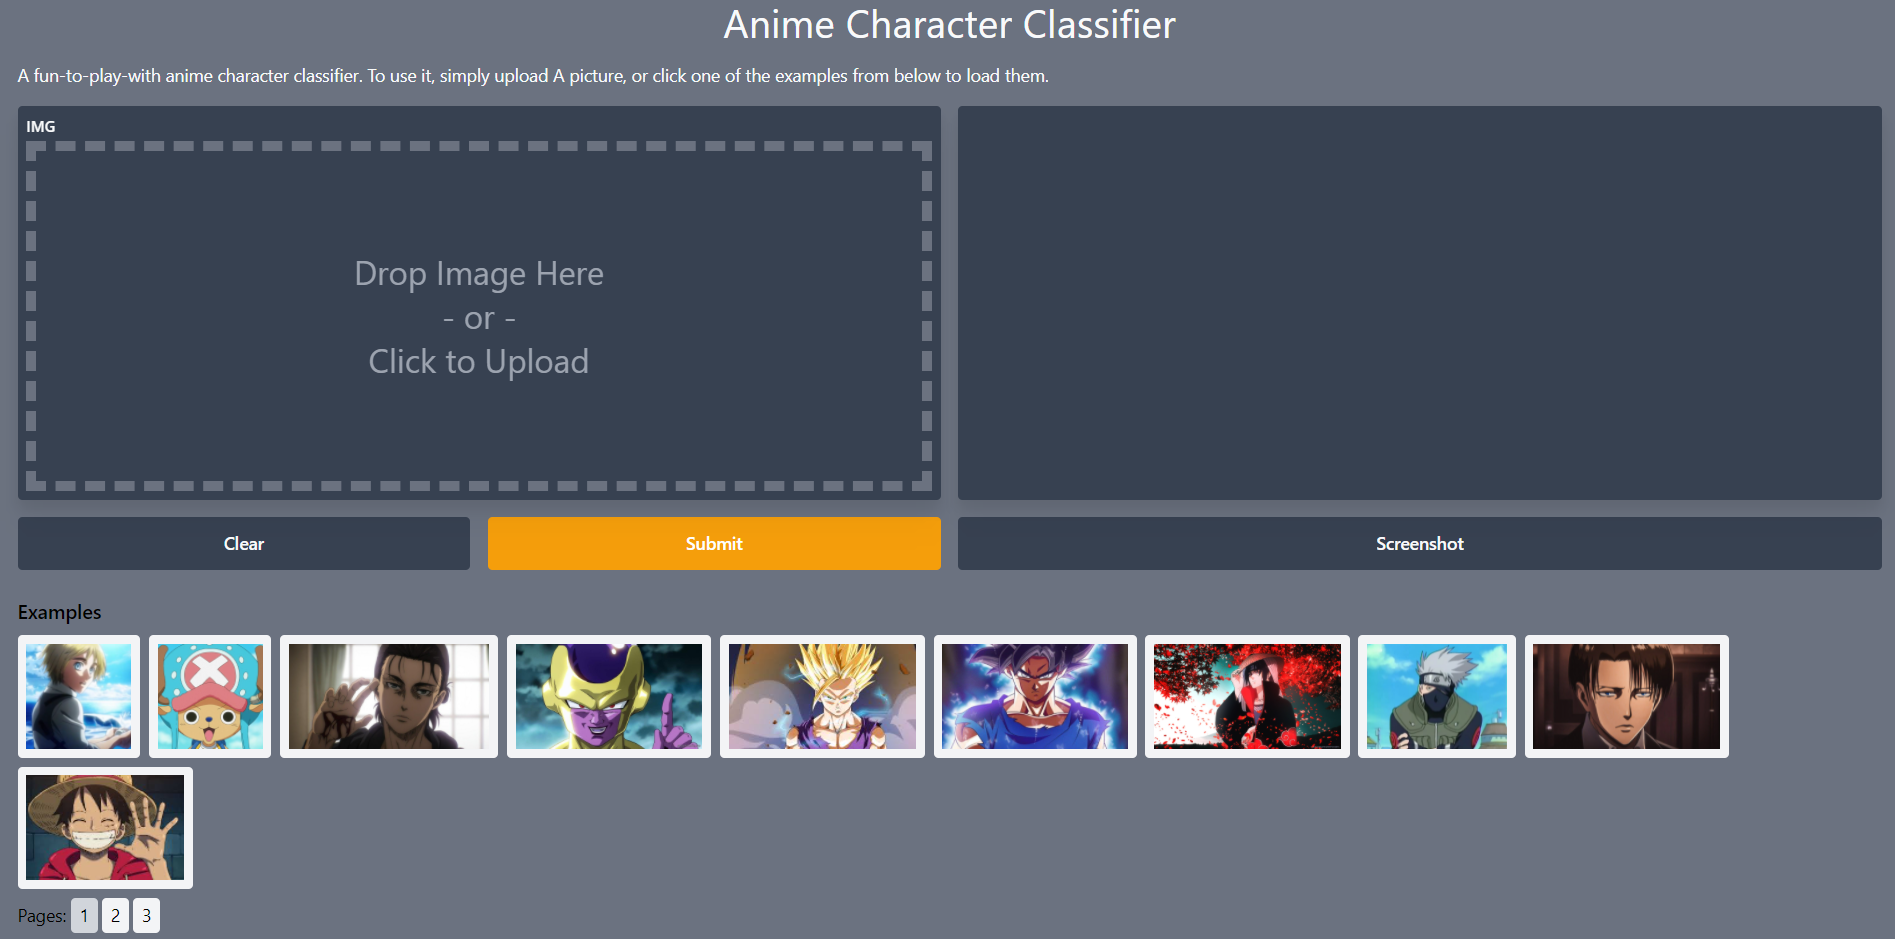 Anime Character Classifier
A fun-to-play-with anime character classifier. To use it, simply upload A picture, or click one of the examples from below to load them.
IMG
Drop Image Here
- or -
Click to Upload
Clear
Submit
Screenshot
Examples
Pages: 1 2 3